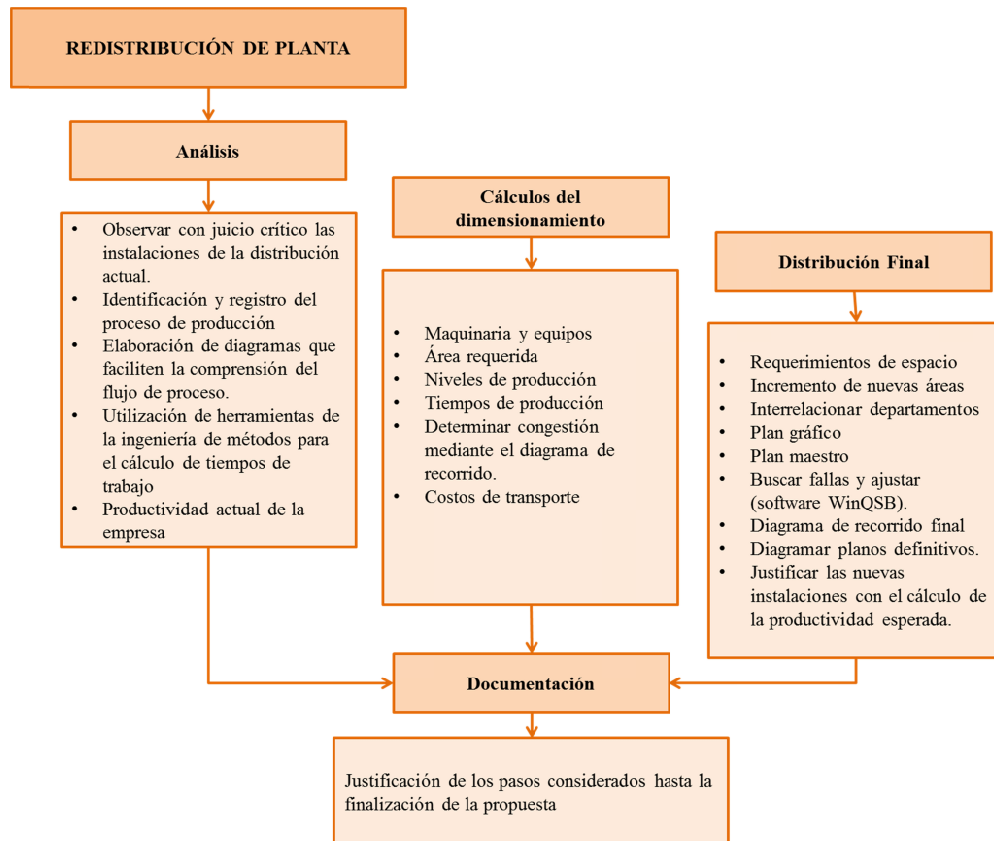 REDISTRIBUCIÓN DE PLANTA
Análisis
• Observar con juicio crítico las
instalaciones de la distribución
actual.
• Identificación y registro del
proceso de producción
• Elaboración de diagramas que
faciliten la comprensión del
flujo de proceso.
• Utilización de herramientas de
la ingeniería de métodos para
el cálculo de tiempos de
trabajo
• Productividad actual de la
empresa
Cálculos del
dimensionamiento
• Maquinaria y equipos
• Área requerida
• Niveles de producción
• Tiempos de producción
• Determinar congestión
mediante el diagrama de
recorrido.
• Costos de transporte
Distribución Final
• Requerimientos de espacio
• Incremento de nuevas áreas
• Interrelacionar departamentos
• Plan gráfico
• Plan maestro
• Buscar fallas y ajustar
(software WinQSB).
• Diagrama de recorrido final
• Diagramar planos definitivos.
• Justificar las nuevas
instalaciones con el cálculo de
la productividad esperada.
Documentación
Justificación de los pasos considerados hasta la
finalización de la propuesta